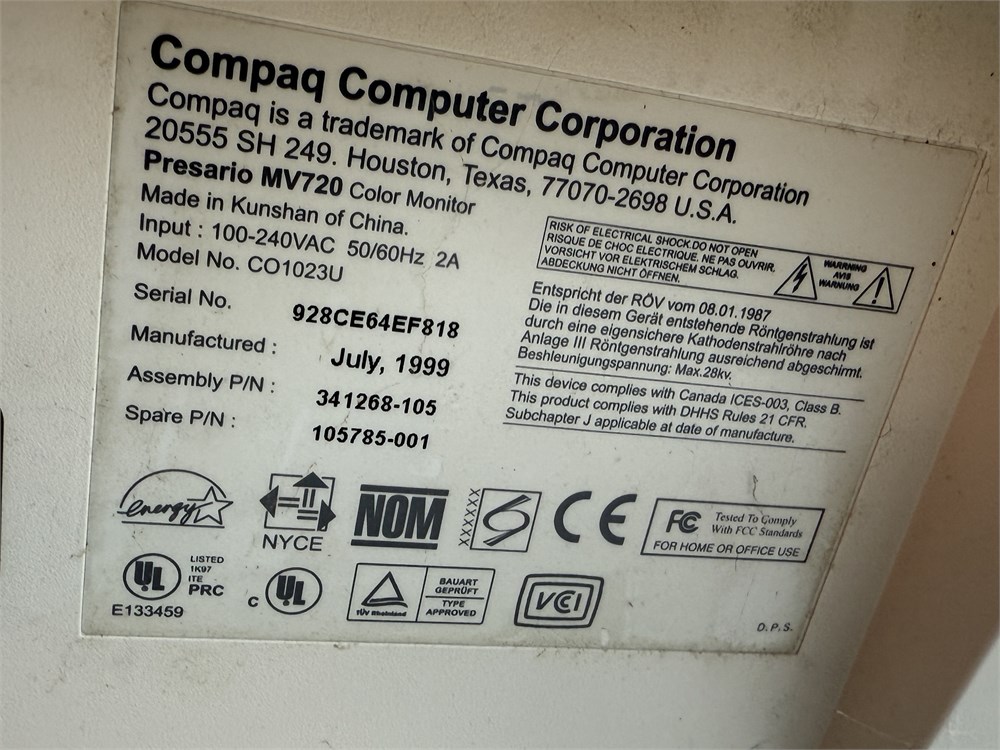 Compaq Computer Corporation
Compaq is a trademark of Compaq Computer Corporation
20555 SH 249. Houston, Texas, 77070-2698 U.S.A.
Presario MV720 Color Monitor
Made in Kunshan of China.
Input : 100-240VAC 50/60Hz 2A
Model No. CO1023U
Serial No. 928CE64EF818
Manufactured : July, 1999
Assembly P/N : 341268-105
Spare P/N : 105785-001
RISK OF ELECTRICAL SHOCK.DO NOT OPEN
RISQUE DE CHOC ELECTRIQUE. NE PAS OUVRIR.
VORSICHT VOR ELEKTRISCHEM SCHLAG.
ABDECKUNG NICHT ÖFFNEN.
WARNING
AVIS
WARNUNG
Entspricht der RÖV vom 08.01.1987
Die in diesem Gerät entstehende Röntgenstrahlung ist
durch eine eigensichere Kathodenstrahlröhre nach
Anlage III Röntgenstrahlung ausreichend abgeschirmt.
Beshleunigungspannung: Max.28kv.
This device complies with Canada ICES-003, Class B.
This product complies with DHHS Rules 21 CFR,
Subchapter J applicable at date of manufacture.
energy
NYCE
NOM
XXXXXX
S
CE
FC Tested To Comply
With FCC Standards
FOR HOME OR OFFICE USE
UL
LISTED
1K97
ITE
PRC
E133459
C UL
TÜV Rheinland
BAUART
GEPRÜFT
TYPE
APPROVED
VCI
D.P.S.